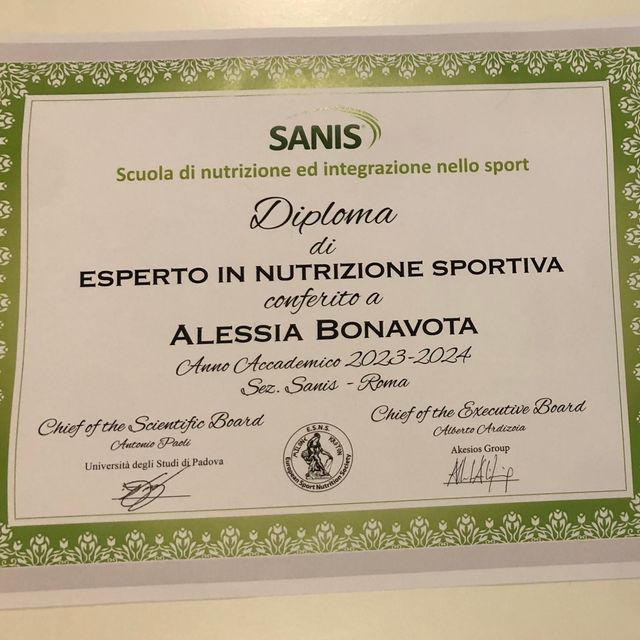 SANIS
Scuola di nutrizione ed integrazione nello sport
Diploma
di
ESPERTO IN NUTRIZIONE SPORTIVA
conferito a
ALESSIA BONAVOTA
Anno Accademico 2023-2024
Sez. Sanis - Roma
Chief of the Scientific Board
Antonio Paoli
Università degli Studi di Padova
Chief of the Executive Board
Alberto Ardizoia
Akesios Group
E.S.N.S.
European Sport Nutrition Society